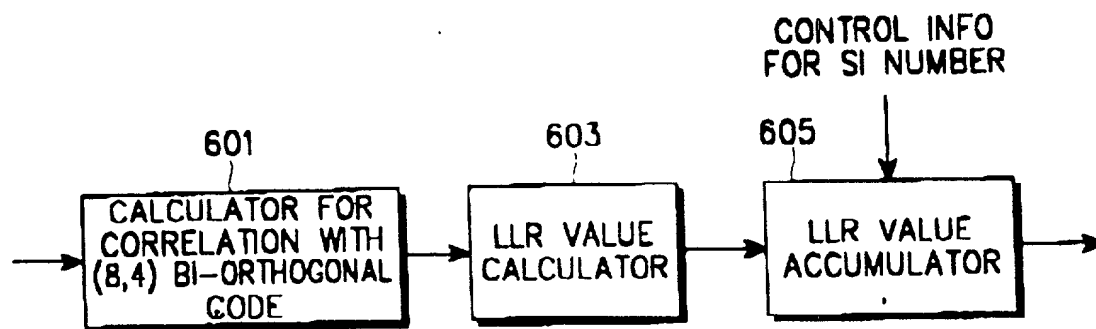 CONTROL INFO
FOR SI NUMBER
601
603
605
CALCULATOR FOR
CORRELATION WITH
(8,4) BI-ORTHOGONAL
CODE
LLR VALUE
CALCULATOR
LLR VALUE
ACCUMULATOR